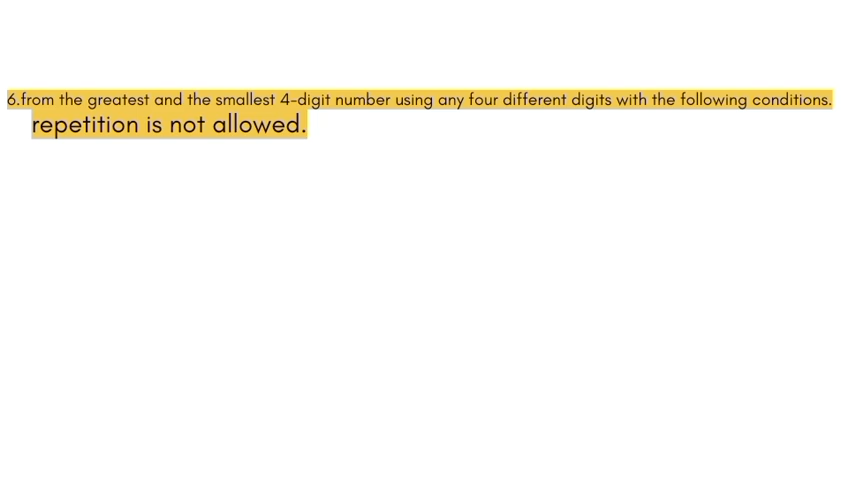 6.from the greatest and the smallest 4-digit number using any four different digits with the following conditions.
repetition is not allowed.